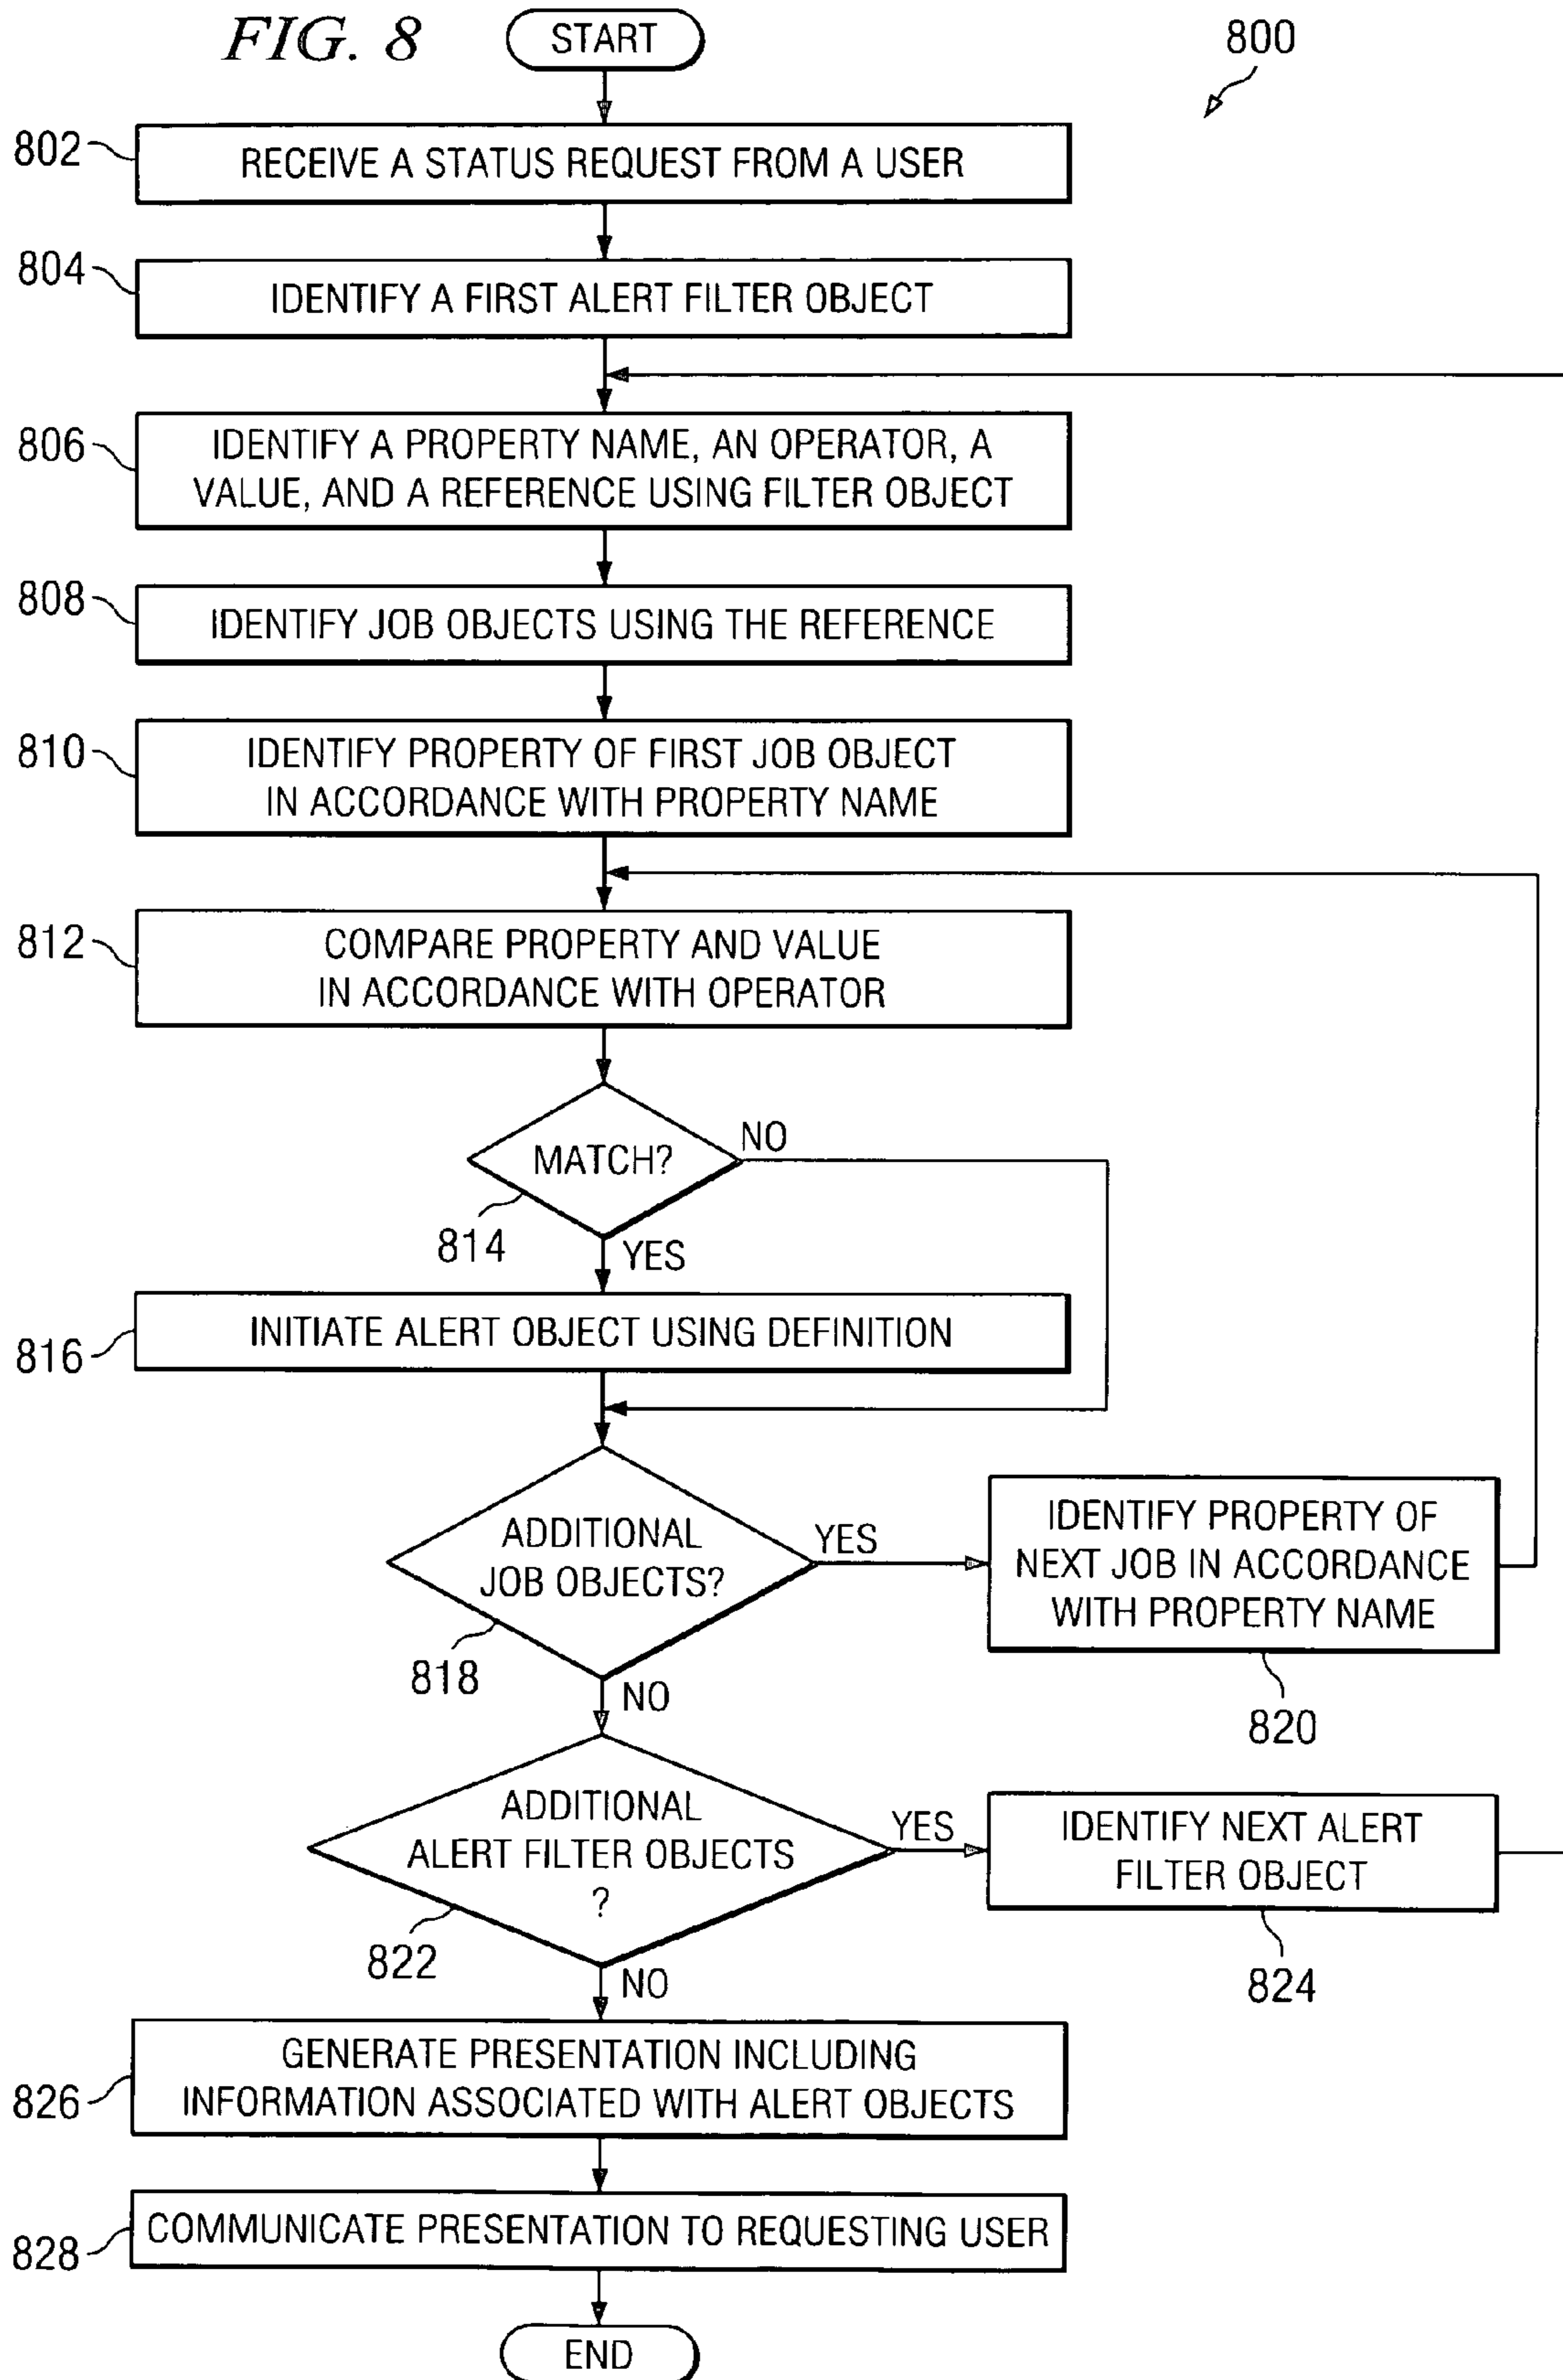 FIG. 8
START
800
802
RECEIVE A STATUS REQUEST FROM A USER
804
IDENTIFY A FIRST ALERT FILTER OBJECT
806
IDENTIFY A PROPERTY NAME, AN OPERATOR, A
VALUE, AND A REFERENCE USING FILTER OBJECT
808
IDENTIFY JOB OBJECTS USING THE REFERENCE
810
IDENTIFY PROPERTY OF FIRST JOB OBJECT
IN ACCORDANCE WITH PROPERTY NAME
812
COMPARE PROPERTY AND VALUE
IN ACCORDANCE WITH OPERATOR
MATCH?
NO
814
YES
816
INITIATE ALERT OBJECT USING DEFINITION
ADDITIONAL
JOB OBJECTS?
YES
818
NO
IDENTIFY PROPERTY OF
NEXT JOB IN ACCORDANCE
WITH PROPERTY NAME
820
ADDITIONAL
ALERT FILTER OBJECTS
?
YES
822
NO
IDENTIFY NEXT ALERT
FILTER OBJECT
824
826
GENERATE PRESENTATION INCLUDING
INFORMATION ASSOCIATED WITH ALERT OBJECTS
828
COMMUNICATE PRESENTATION TO REQUESTING USER
END